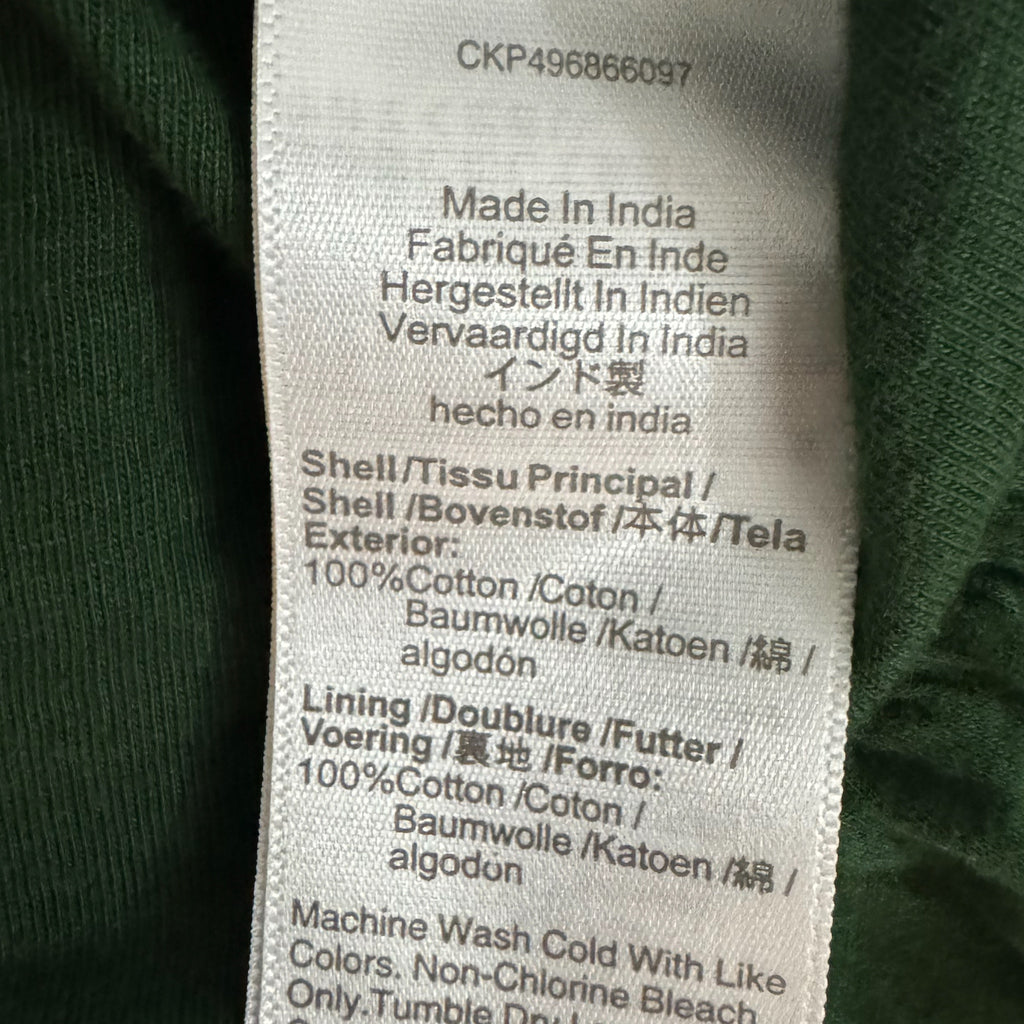 CKP496866097
Made In India
Fabriqué En Inde
Hergestellt In Indien
Vervaardigd In India
インド製
hecho en india
Shell/Tissu Principal /
Shell /Bovenstof /本体/Tela
Exterior:
100%Cotton /Coton /
Baumwolle /Katoen /綿 /
algodón
Lining /Doublure /Futter /
Voering /裏地 /Forro:
100%Cotton /Coton /
Baumwolle /Katoen /綿 /
algodón
Machine Wash Cold With Like
Colors. Non-Chlorine Bleach
Only.Tumble Dry